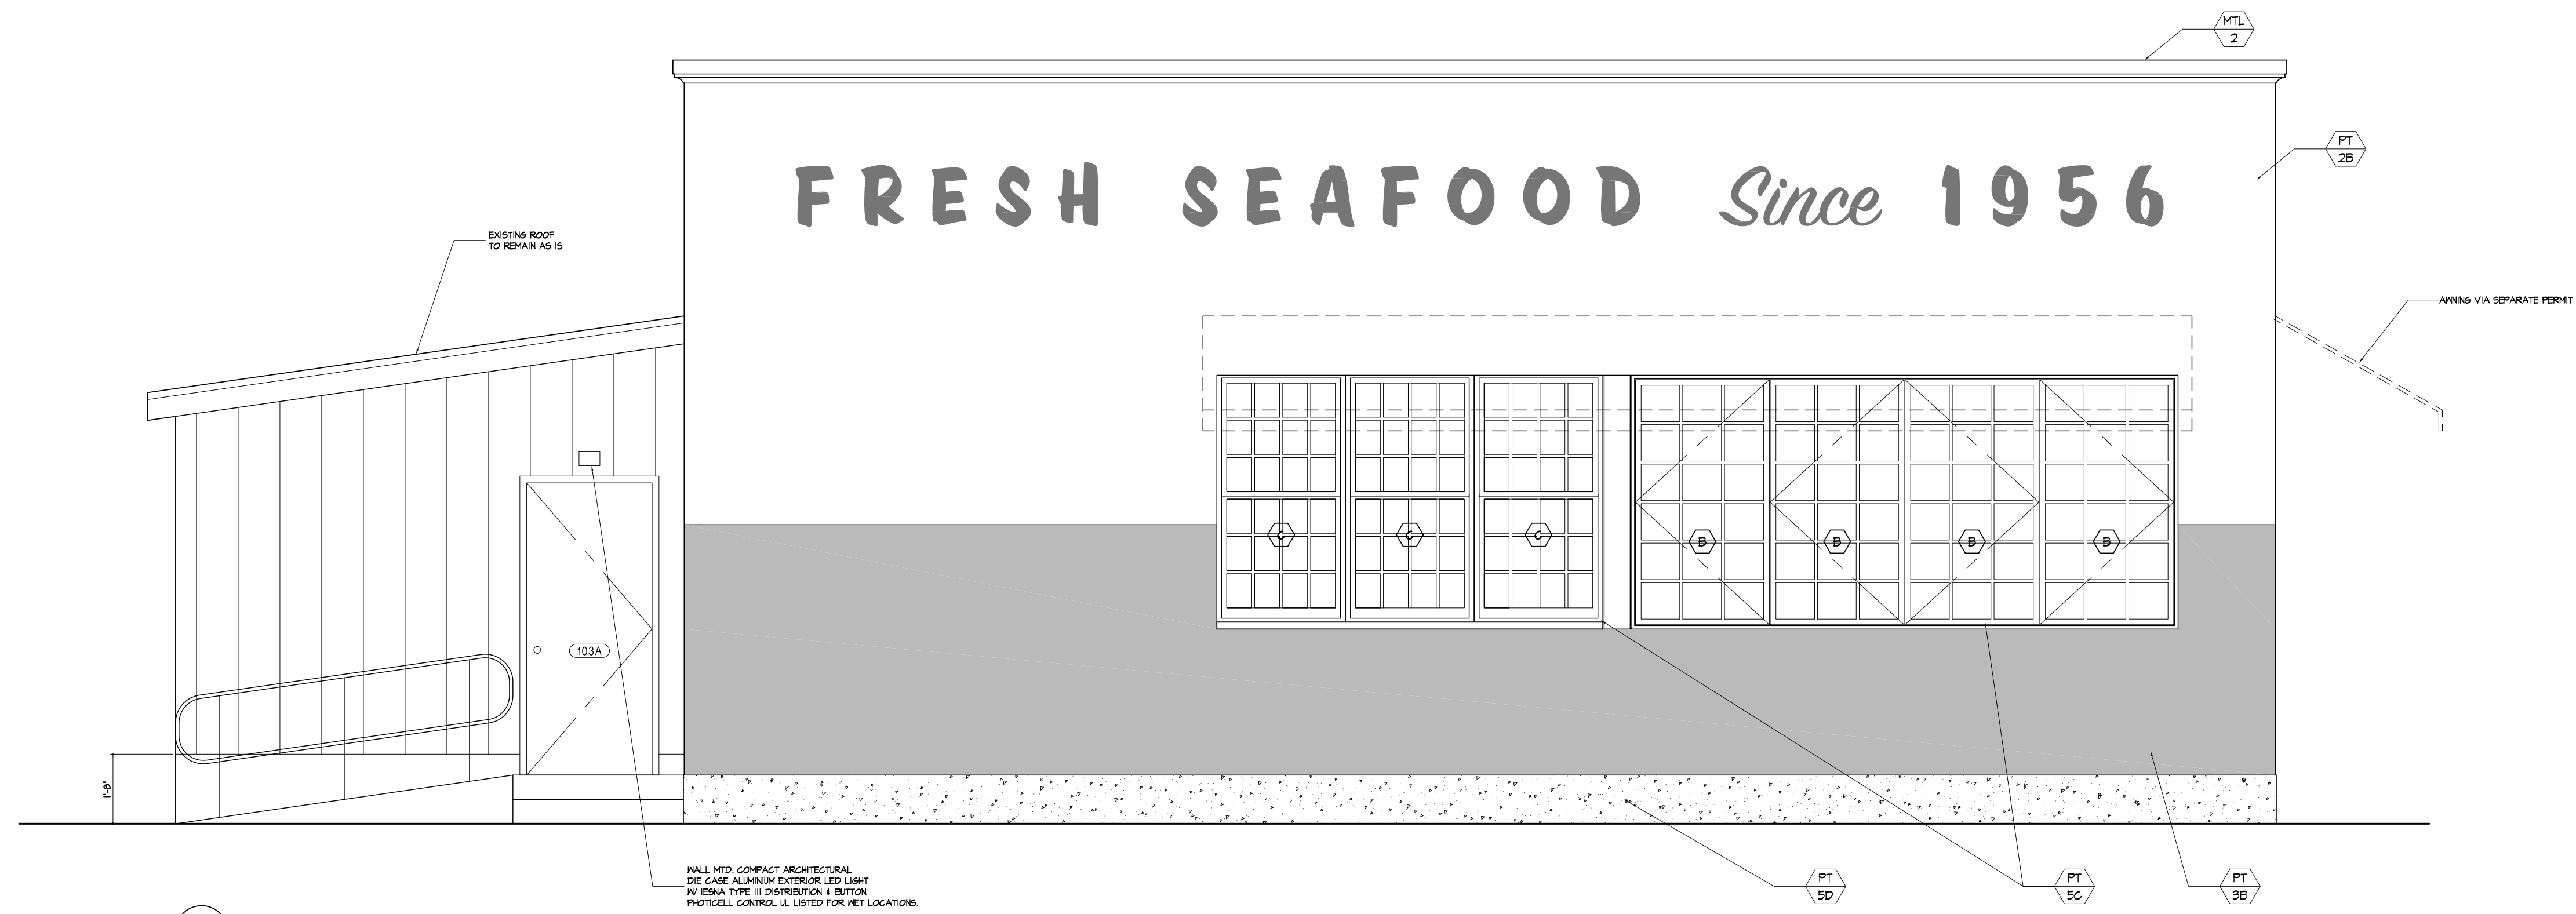 MTL
2
PT
2B
FRESH SEAFOOD Since 1956
EXISTING ROOF
TO REMAIN AS IS
AWNING VIA SEPARATE PERMIT
C
C
C
B
B
B
B
103A
1'-8"
WALL MTD. COMPACT ARCHITECTURAL
DIE CASE ALUMINIUM EXTERIOR LED LIGHT
W/ IESNA TYPE III DISTRIBUTION & BUTTON
PHOTICELL CONTROL UL LISTED FOR WET LOCATIONS.
PT
5D
PT
5C
PT
3B